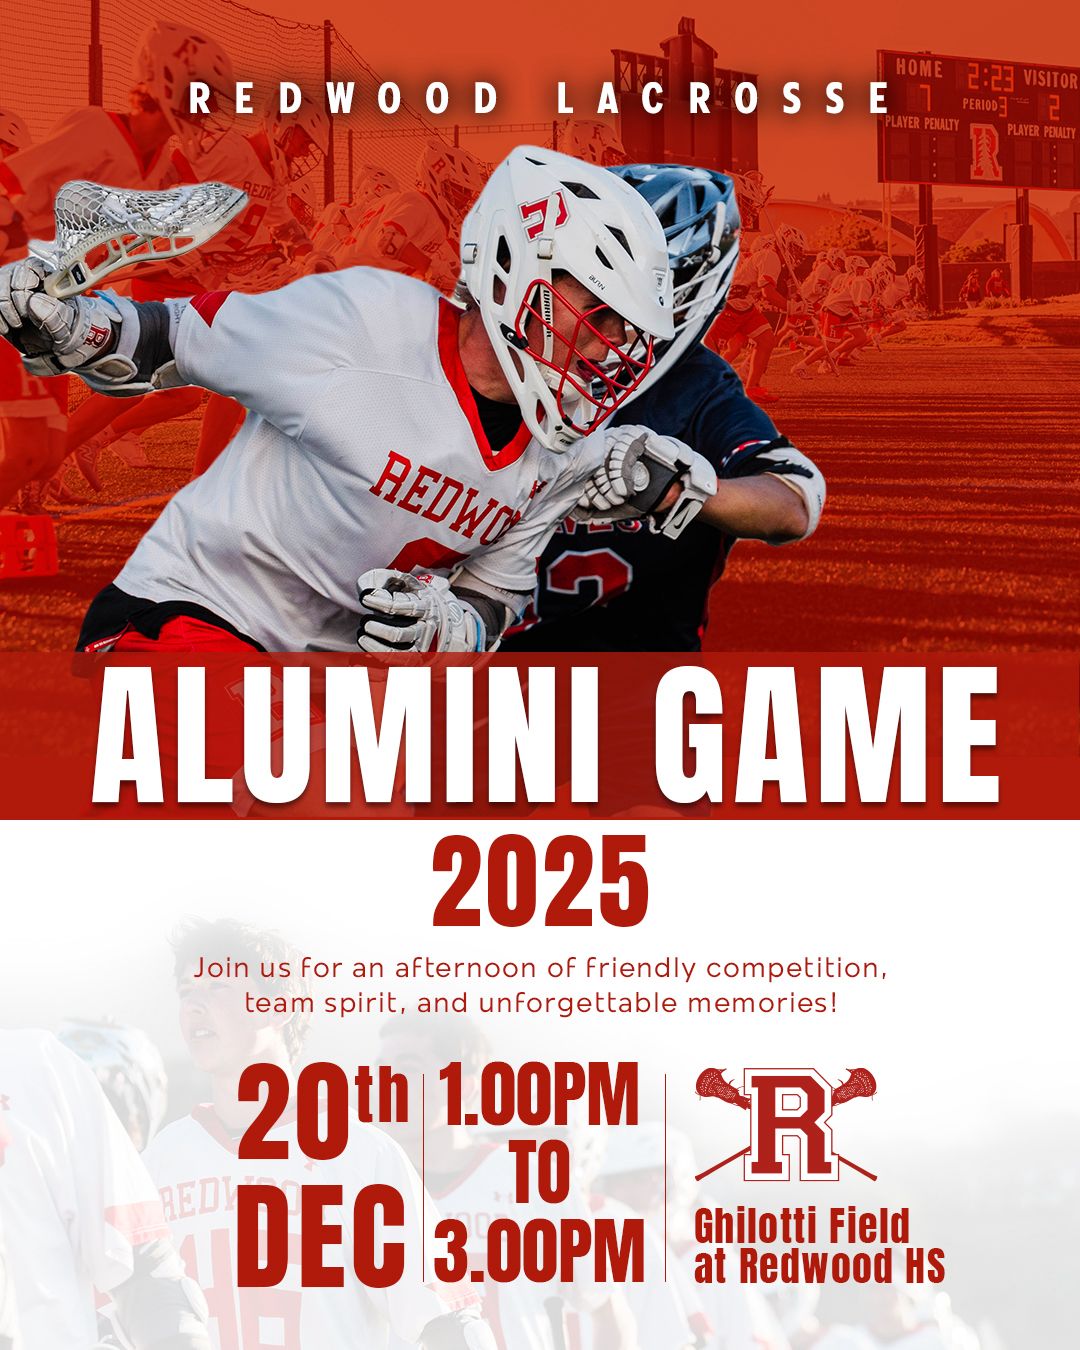 REDWOOD LACROSSE
HOME 2:23 VISITOR
7 PERIOD 3 2
PLAYER PENALTY PLAYER PENALTY
R
R
REDWOO
ALUMINI GAME
2025
Join us for an afternoon of friendly competition,
team spirit, and unforgettable memories!
20th
DEC
1.00PM
TO
3.00PM
R
Ghilotti Field
at Redwood HS
REDWOO